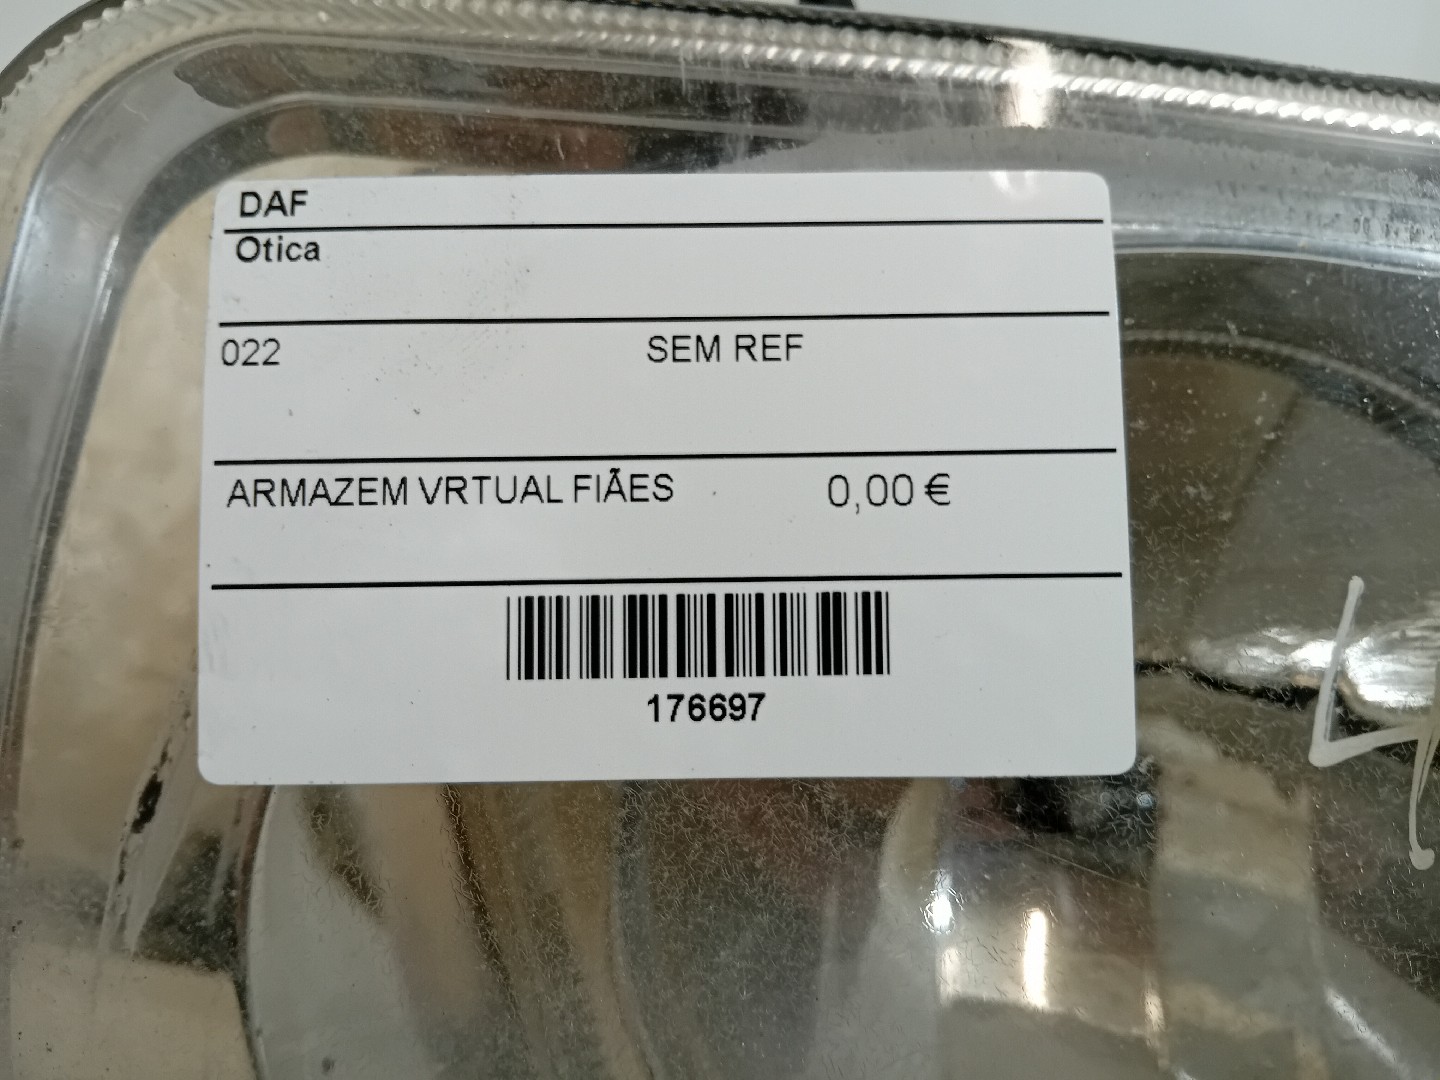 DAF
Otica
022 SEM REF
ARMAZEM VRTUAL FIÃES 0,00 €
176697